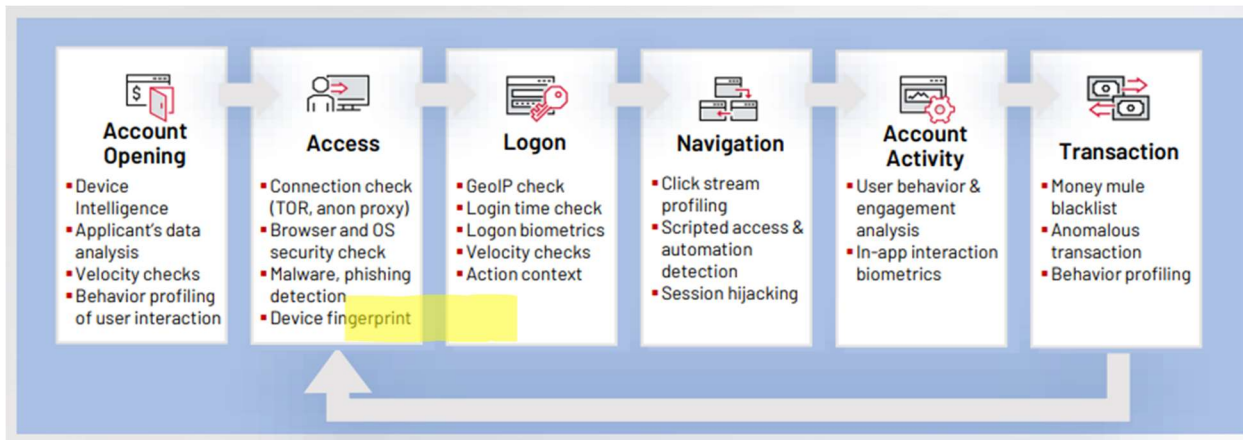 Account
Opening
▪Device
Intelligence
▪Applicant's data
analysis
▪Velocity checks
▪Behavior profiling
of user interaction
Access
▪Connection check
(TOR, anon proxy)
▪Browser and OS
security check
▪Malware, phishing
detection
▪Device fingerprint
Logon
▪GeoIP check
▪Login time check
▪Logon biometrics
▪Velocity checks
▪Action context
Navigation
▪Click stream
profiling
▪Scripted access &
automation
detection
▪Session hijacking
Account
Activity
▪User behavior &
engagement
analysis
▪In-app interaction
biometrics
Transaction
▪Money mule
blacklist
▪Anomalous
transaction
▪Behavior profiling